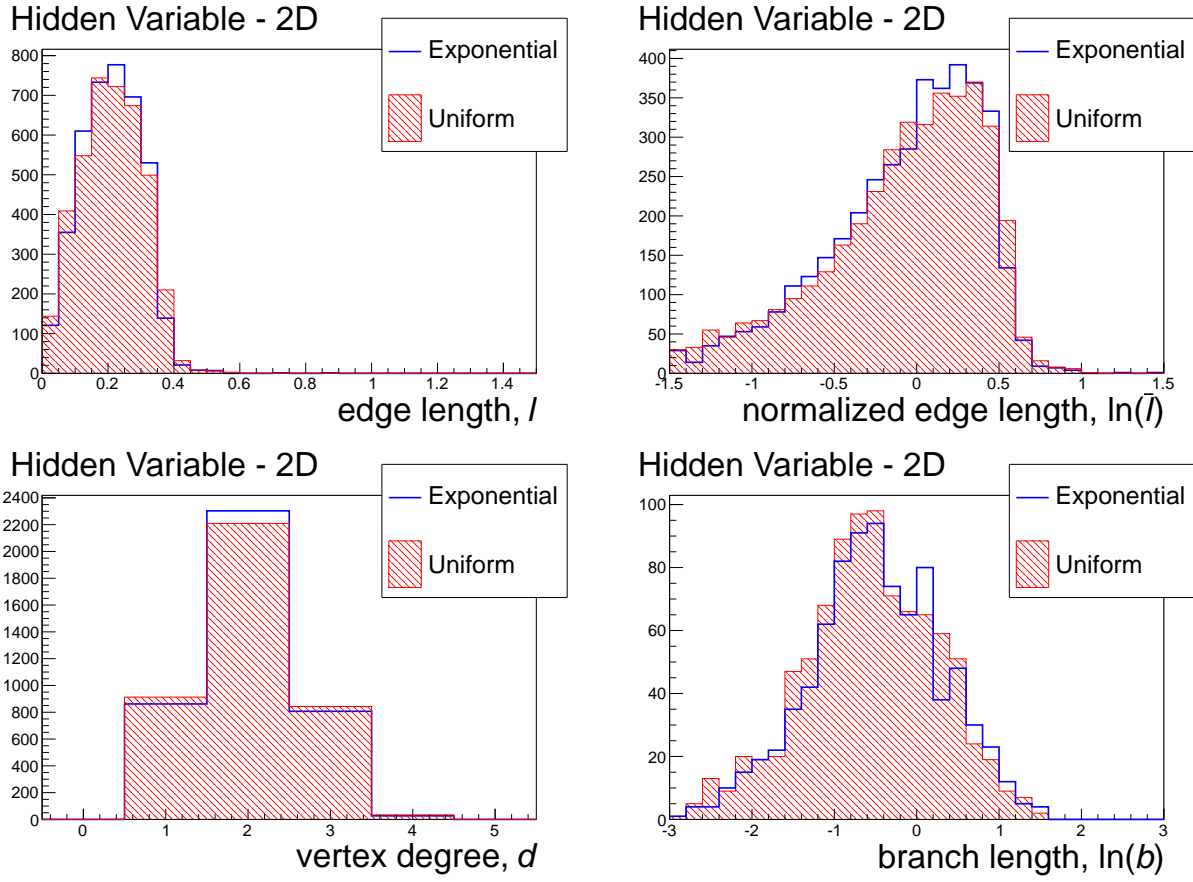 Hidden Variable - 2D
Exponential
Uniform
800
700
600
500
400
300
200
100
0
0 0.2 0.4 0.6 0.8 1 1.2 1.4
edge length, l
Hidden Variable - 2D
Exponential
Uniform
400
350
300
250
200
150
100
50
0
-1.5 -1 -0.5 0 0.5 1 1.5
normalized edge length, ln(l̄)
Hidden Variable - 2D
Exponential
Uniform
2400
2200
2000
1800
1600
1400
1200
1000
800
600
400
200
0
0 1 2 3 4 5
vertex degree, d
Hidden Variable - 2D
Exponential
Uniform
100
80
60
40
20
0
-3 -2 -1 0 1 2 3
branch length, ln(b)